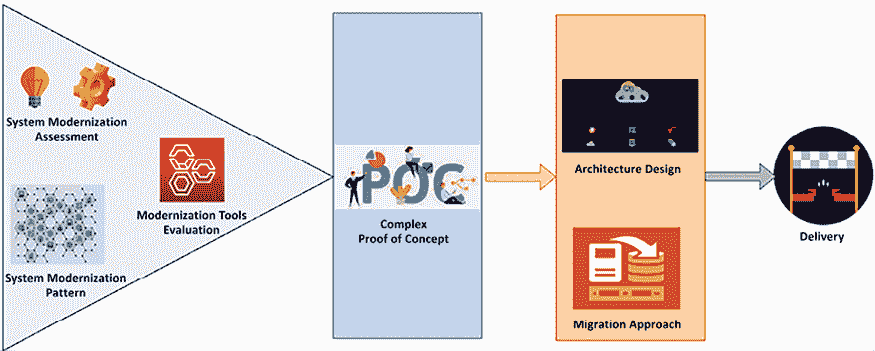 System Modernization
Assessment
Modernization Tools
Evaluation
System Modernization
Pattern
POC
Complex
Proof of Concept
Architecture Design
Migration Approach
Delivery